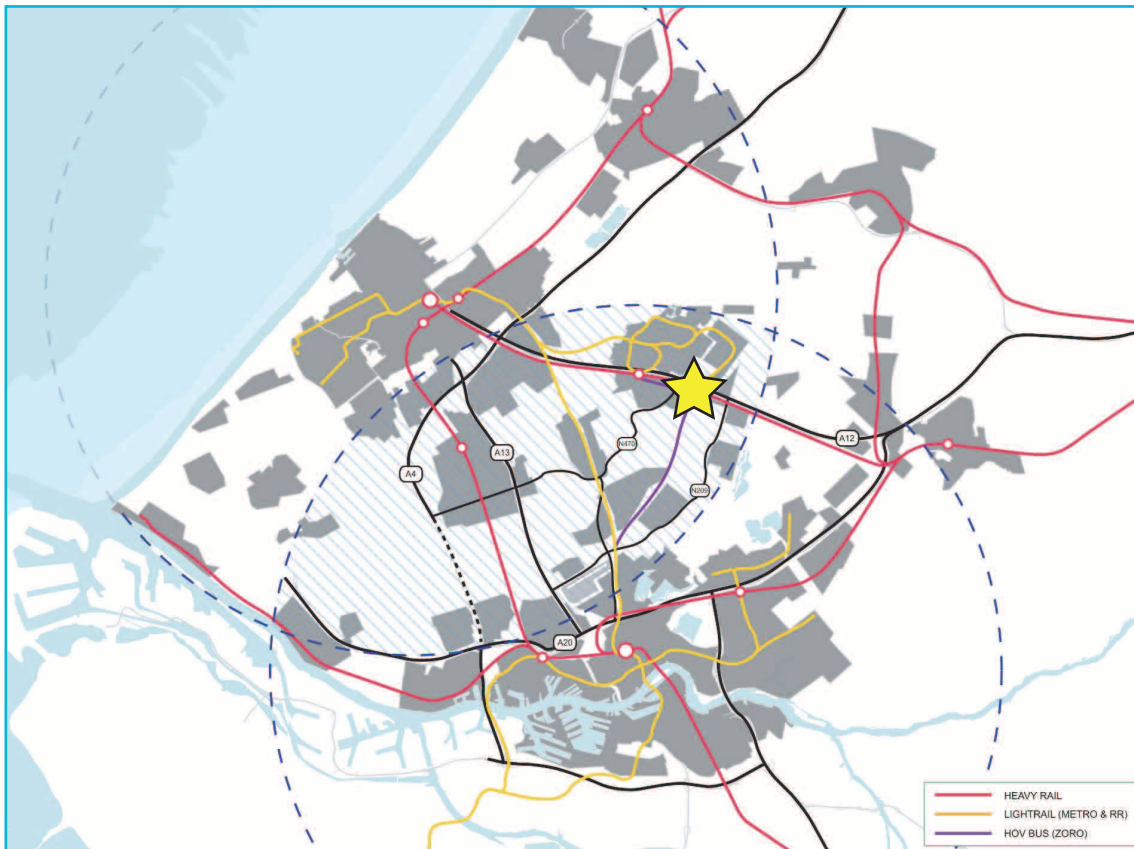 A12
N470
A13
A4
N209
A20
HEAVY RAIL
LIGHTRAIL (METRO & RR)
HOV BUS (ZORO)